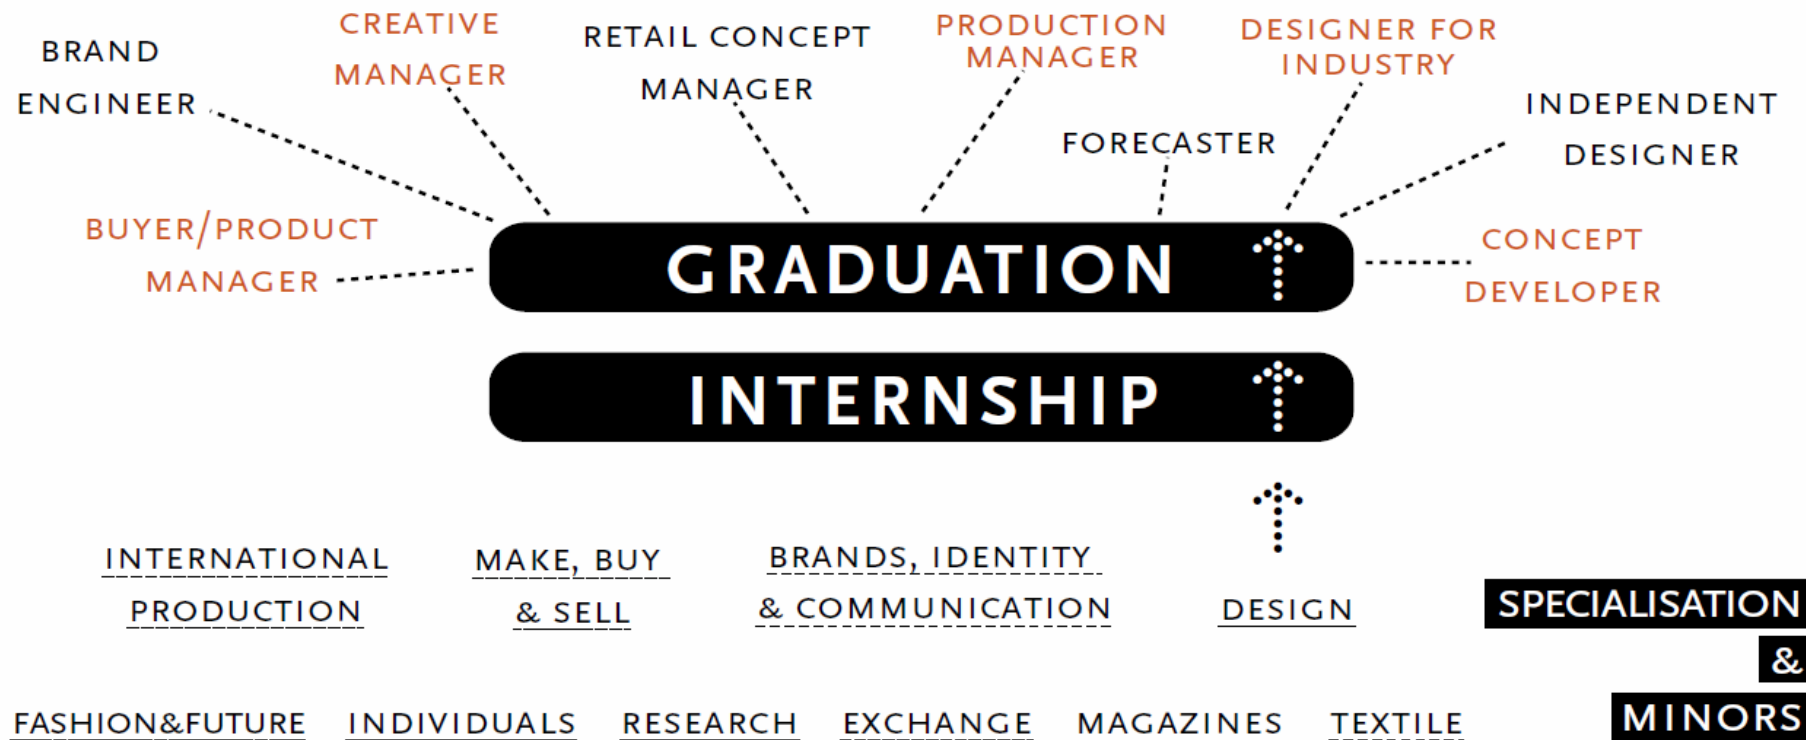 BRAND
ENGINEER
CREATIVE
MANAGER
RETAIL CONCEPT
MANAGER
PRODUCTION
MANAGER
DESIGNER FOR
INDUSTRY
FORECASTER
INDEPENDENT
DESIGNER
BUYER/PRODUCT
MANAGER
CONCEPT
DEVELOPER
GRADUATION
INTERNSHIP
INTERNATIONAL
PRODUCTION
MAKE, BUY
& SELL
BRANDS, IDENTITY
& COMMUNICATION
DESIGN
SPECIALISATION
&
MINORS
FASHION&FUTURE
INDIVIDUALS
RESEARCH
EXCHANGE
MAGAZINES
TEXTILE